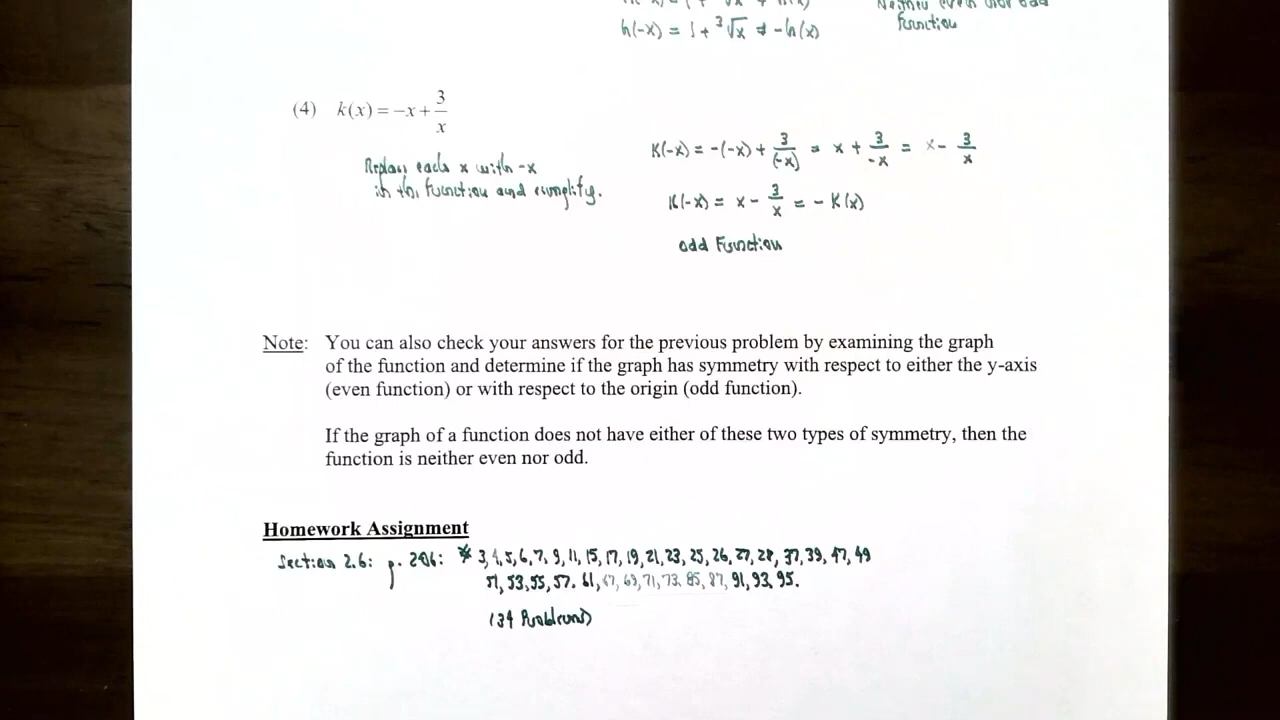 Neither even nor odd
function
h(-x) = 1 + ³√x ≠ -h(x)
(4) k(x) = -x + 3/x
Replace each x with -x
in the function and simplify.
K(-x) = -(-x) + 3/(-x) = x + 3/-x = x - 3/x
K(-x) = x - 3/x = - K(x)
odd Function
Note: You can also check your answers for the previous problem by examining the graph
of the function and determine if the graph has symmetry with respect to either the y-axis
(even function) or with respect to the origin (odd function).
If the graph of a function does not have either of these two types of symmetry, then the
function is neither even nor odd.
Homework Assignment
Section 2.6: p. 206: * 3, 4, 5, 6, 7, 9, 11, 15, 17, 19, 21, 23, 25, 26, 27, 28, 37, 39, 47, 49
51, 53, 55, 57. 61, 67, 69, 71, 73, 85, 87, 91, 93, 95.
(34 Problems)